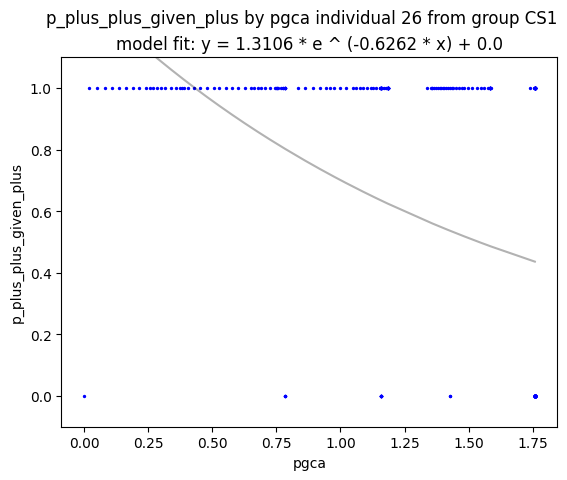 p_plus_plus_given_plus by pgca individual 26 from group CS1
model fit: y = 1.3106 * e ^ (-0.6262 * x) + 0.0
1.0
0.8
0.6
0.4
0.2
0.0
p_plus_plus_given_plus
0.00 0.25 0.50 0.75 1.00 1.25 1.50 1.75
pgca